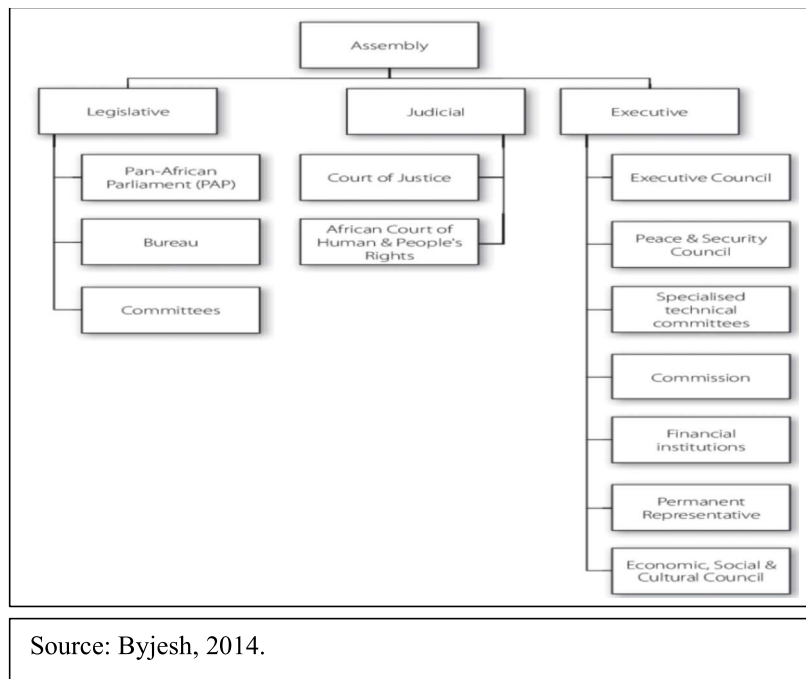 Assembly
Legislative
Judicial
Executive
Pan-African
Parliament (PAP)
Bureau
Committees
Court of Justice
African Court of
Human & People's
Rights
Executive Council
Peace & Security
Council
Specialised
technical
committees
Commission
Financial
institutions
Permanent
Representative
Economic, Social &
Cultural Council
Source: Byjesh, 2014.